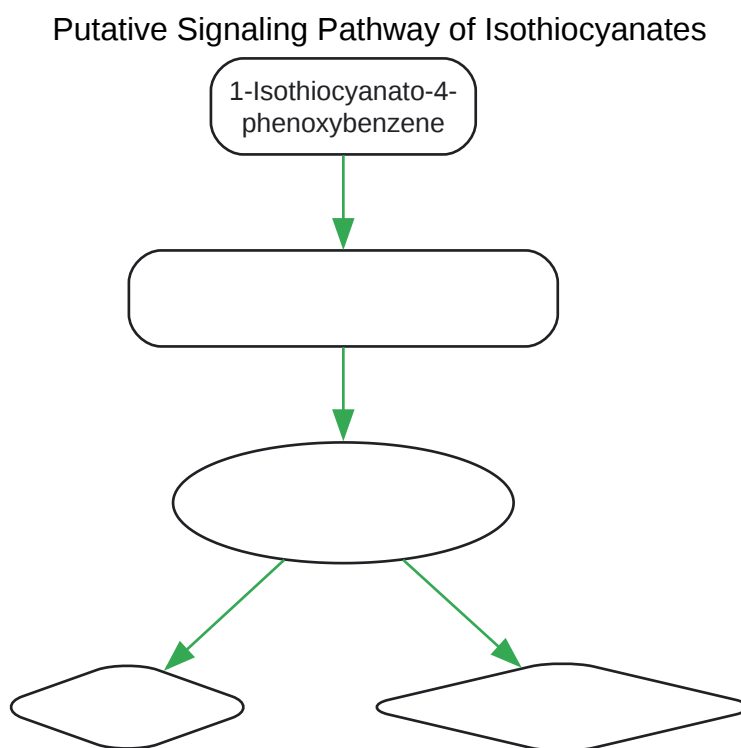 Putative Signaling Pathway of Isothiocyanates
1-Isothiocyanato-4-
phenoxybenzene